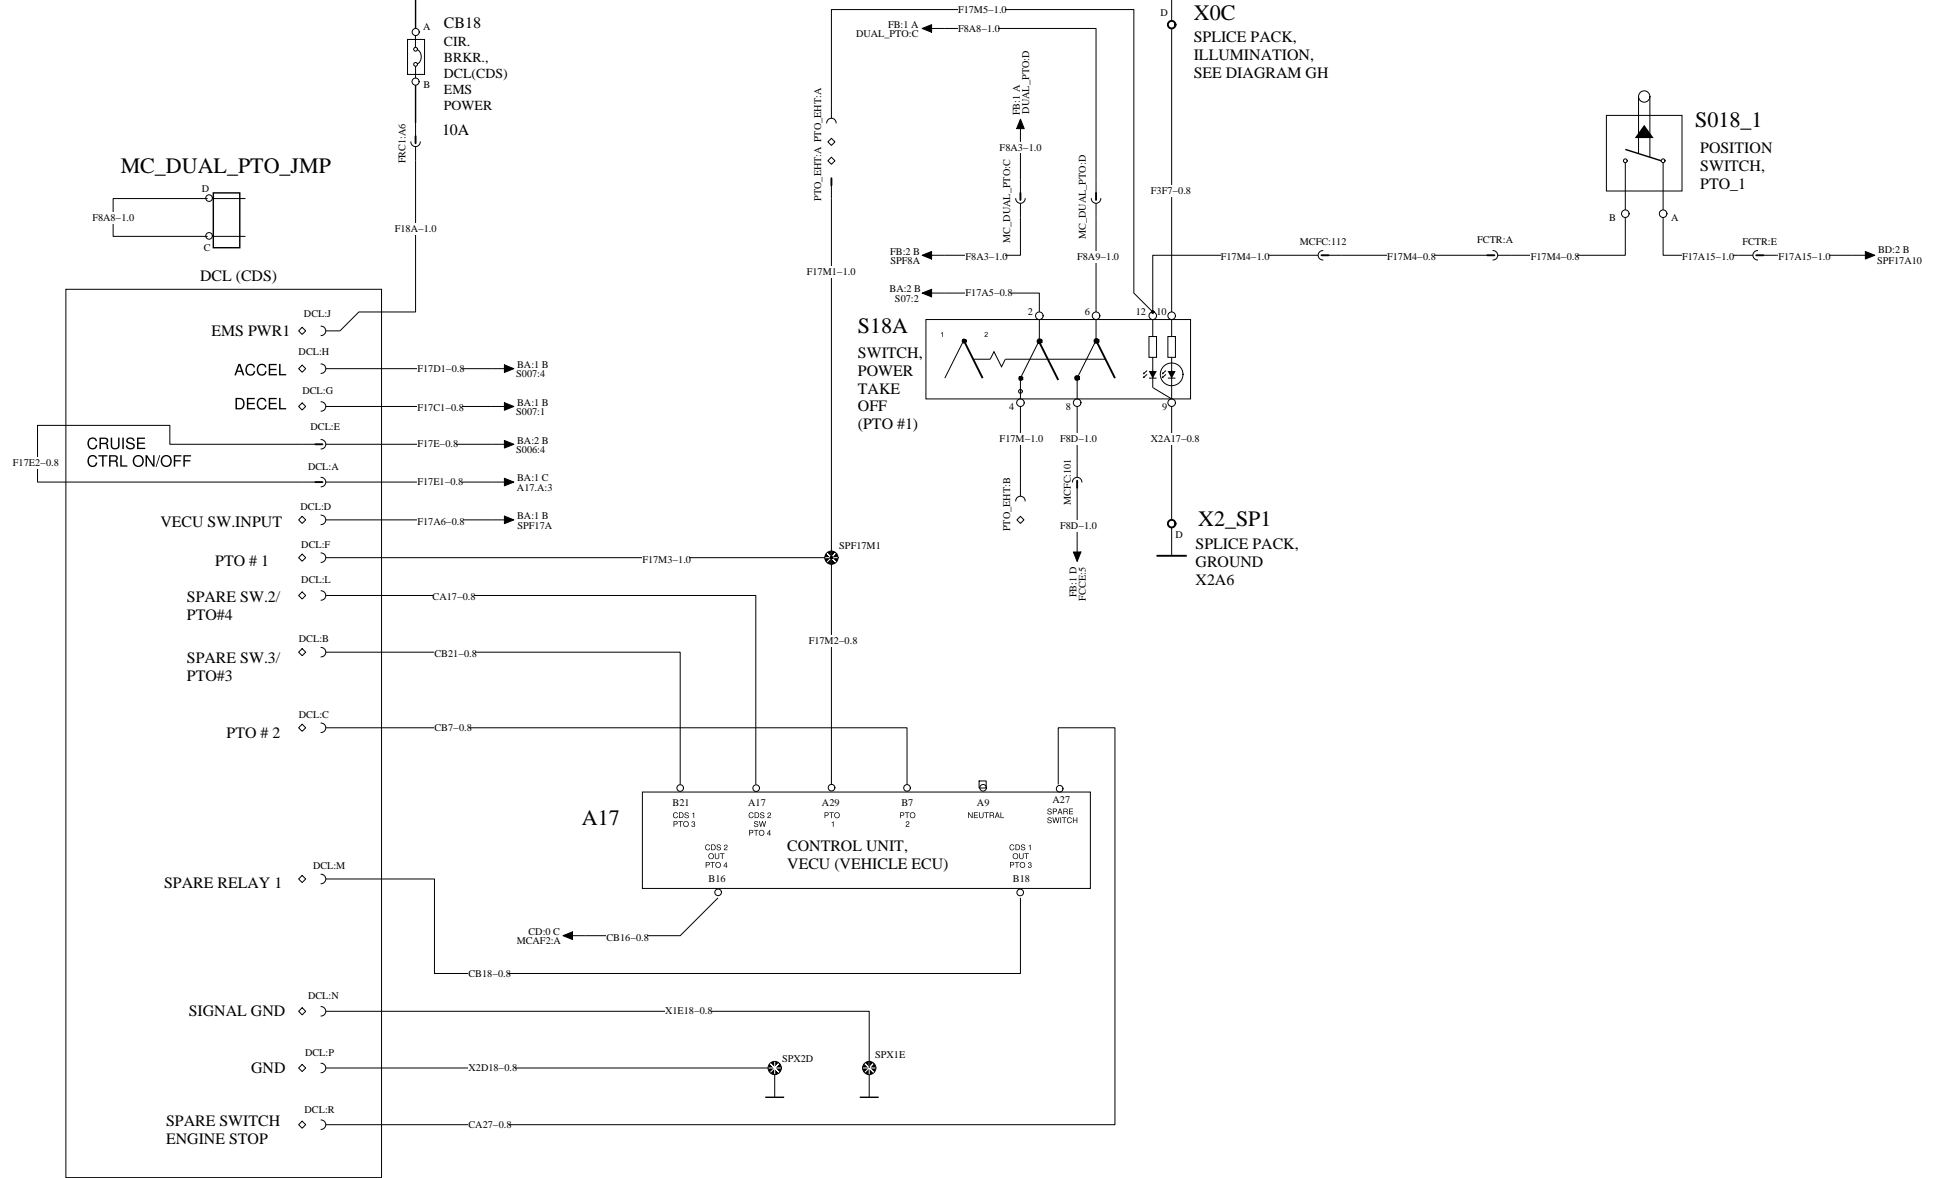 CB18
A
CIR.
BRKR.,
DCL(CDS)
EMS
POWER
B
10A
FRC1:A6
F18A–1.0
MC_DUAL_PTO_JMP
D
F8A8–1.0
C
DCL (CDS)
DCL:J
EMS PWR1
DCL:H
ACCEL
F17D1–0.8
BA:1 B
S007:4
DCL:G
DECEL
F17C1–0.8
BA:1 B
S007:1
DCL:E
CRUISE
CTRL ON/OFF
F17E–0.8
BA:2 B
S006:4
F17E2–0.8
DCL:A
F17E1–0.8
BA:1 C
A17.A:3
DCL:D
VECU SW.INPUT
F17A6–0.8
BA:1 B
SPF17A
DCL:F
PTO # 1
F17M3–1.0
SPF17M1
DCL:L
SPARE SW.2/
PTO#4
CA17–0.8
DCL:B
SPARE SW.3/
PTO#3
CB21–0.8
DCL:C
PTO # 2
CB7–0.8
DCL:M
SPARE RELAY 1
CB18–0.8
DCL:N
SIGNAL GND
X1E18–0.8
SPX1E
DCL:P
GND
X2D18–0.8
SPX2D
DCL:R
SPARE SWITCH
ENGINE STOP
CA27–0.8
F17M5–1.0
FB:1 A
DUAL_PTO:C
F8A8–1.0
PTO_EHT:A
PTO_EHT:A
F17M1–1.0
F17M2–0.8
FB:1 A
DUAL_PTO:D
F8A3–1.0
MC_DUAL_PTO:C
MC_DUAL_PTO:D
FB:2 B
SPF8A
F8A3–1.0
F8A9–1.0
BA:2 B
S07:2
F17A5–0.8
D
X0C
SPLICE PACK,
ILLUMINATION,
SEE DIAGRAM GH
F3F7–0.8
S18A
SWITCH,
POWER
TAKE
OFF
(PTO #1)
2
6
12
10
1
2
4
8
9
F17M–1.0
F8D–1.0
X2A17–0.8
PTO_EHT:B
MCFC:101
F8D–1.0
FB:1 D
FCCE:5
X2_SP1
D
SPLICE PACK,
GROUND
X2A6
F17M4–1.0
MCFC:112
F17M4–0.8
FCTR:A
F17M4–0.8
S018_1
POSITION
SWITCH,
PTO_1
B
A
F17A15–1.0
FCTR:E
F17A15–1.0
BD:2 B
SPF17A10
A17
B21
CDS 1
PTO 3
A17
CDS 2
SW
PTO 4
A29
PTO
1
B7
PTO
2
A9
NEUTRAL
A27
SPARE
SWITCH
CONTROL UNIT,
VECU (VEHICLE ECU)
CDS 2
OUT
PTO 4
B16
CDS 1
OUT
PTO 3
B18
CD:0 C
MCAF2:A
CB16–0.8